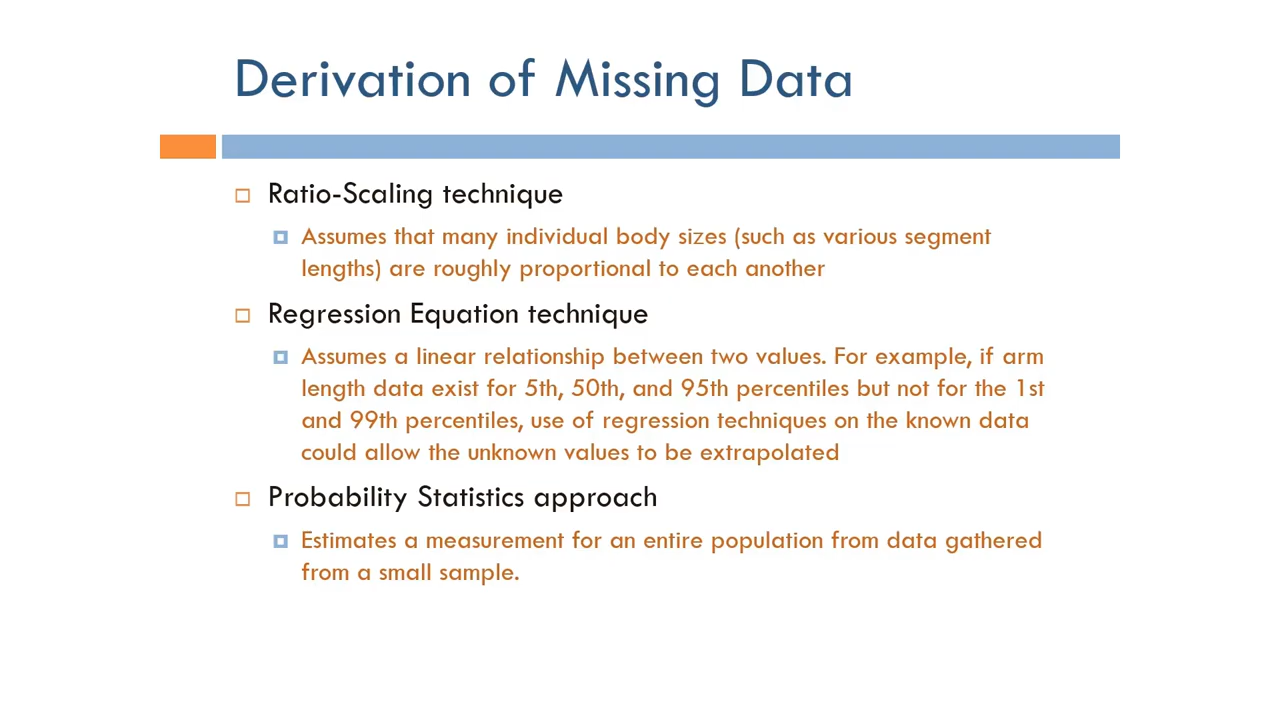 Derivation of Missing Data
Ratio-Scaling technique
Assumes that many individual body sizes (such as various segment
lengths) are roughly proportional to each another
Regression Equation technique
Assumes a linear relationship between two values. For example, if arm
length data exist for 5th, 50th, and 95th percentiles but not for the 1st
and 99th percentiles, use of regression techniques on the known data
could allow the unknown values to be extrapolated
Probability Statistics approach
Estimates a measurement for an entire population from data gathered
from a small sample.